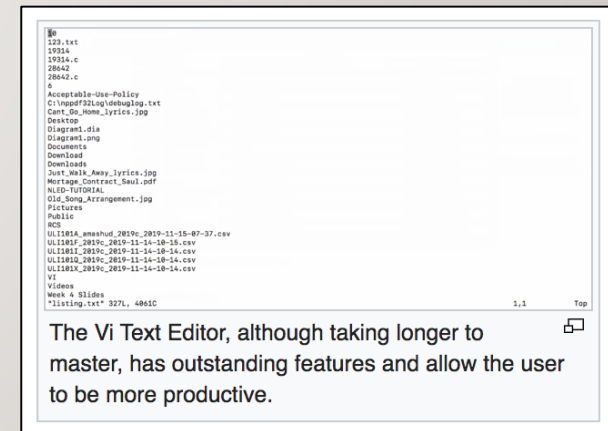 123.txt
19314
19314.c
28642
28642.c
6
Acceptable-Use-Policy
C:\nppdf32Log\debuglog.txt
Cant_Go_Home_lyrics.jpg
Desktop
Diagram1.dia
Diagram1.png
Documents
Download
Downloads
Just_Walk_Away_lyrics.jpg
Mortage_Contract_Saul.pdf
NLED-TUTORIAL
Old_Song_Arrangement.jpg
Pictures
Public
RCS
ULI101A_amashud_2019c_2019-11-15-07-37.csv
ULI101F_2019c_2019-11-14-10-15.csv
ULI101I_2019c_2019-11-14-10-14.csv
ULI101Q_2019c_2019-11-14-10-14.csv
ULI101X_2019c_2019-11-14-10-14.csv
VI
Videos
Week 4 Slides
"listing.txt" 327L, 4061C 1,1 Top
The Vi Text Editor, although taking longer to
master, has outstanding features and allow the user
to be more productive.